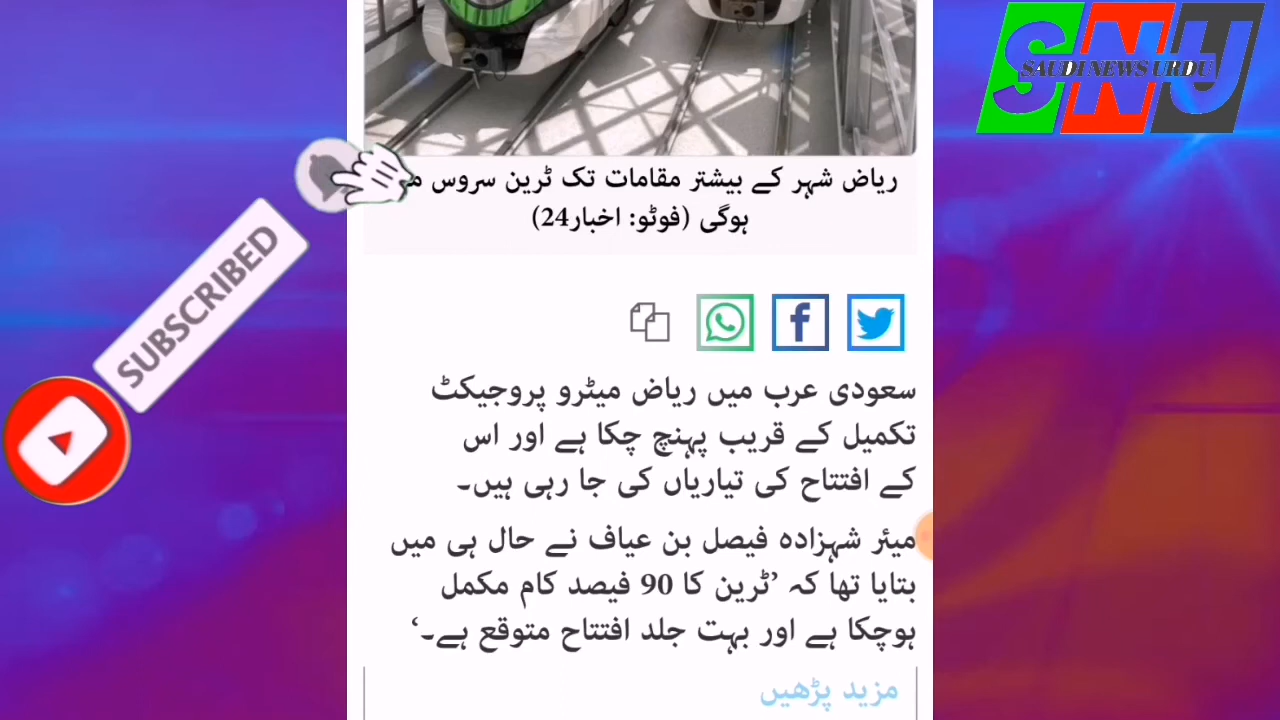 SNU
SAUDI NEWS URDU
ریاض شہر کے بیشتر مقامات تک ٹرین سروس
ہوگی (فوٹو: اخبار24)
SUBSCRIBED
سعودی عرب میں ریاض میٹرو پروجیکٹ
تکمیل کے قریب پہنچ چکا ہے اور اس
کے افتتاح کی تیاریاں کی جا رہی ہیں۔
میئر شہزادہ فیصل بن عیاف نے حال ہی میں
بتایا تھا کہ ’ٹرین کا 90 فیصد کام مکمل
ہوچکا ہے اور بہت جلد افتتاح متوقع ہے۔‘
مزید پڑھیں